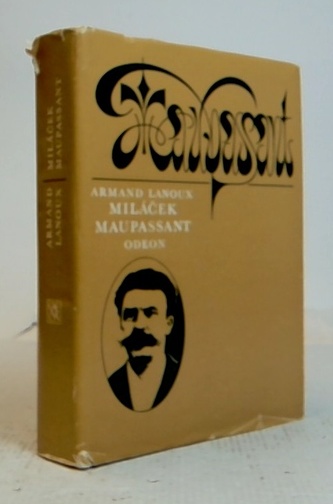 Maupassant
ARMAND LANOUX
MILÁČEK
MAUPASSANT
ODEON
ARMAND
LANOUX
MILÁČEK
MAUPASSANT